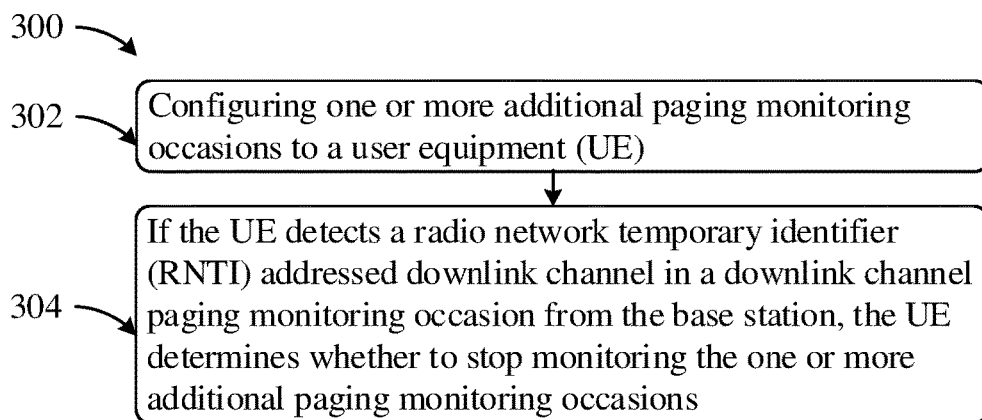 300
302
Configuring one or more additional paging monitoring
occasions to a user equipment (UE)
304
If the UE detects a radio network temporary identifier
(RNTI) addressed downlink channel in a downlink channel
paging monitoring occasion from the base station, the UE
determines whether to stop monitoring the one or more
additional paging monitoring occasions